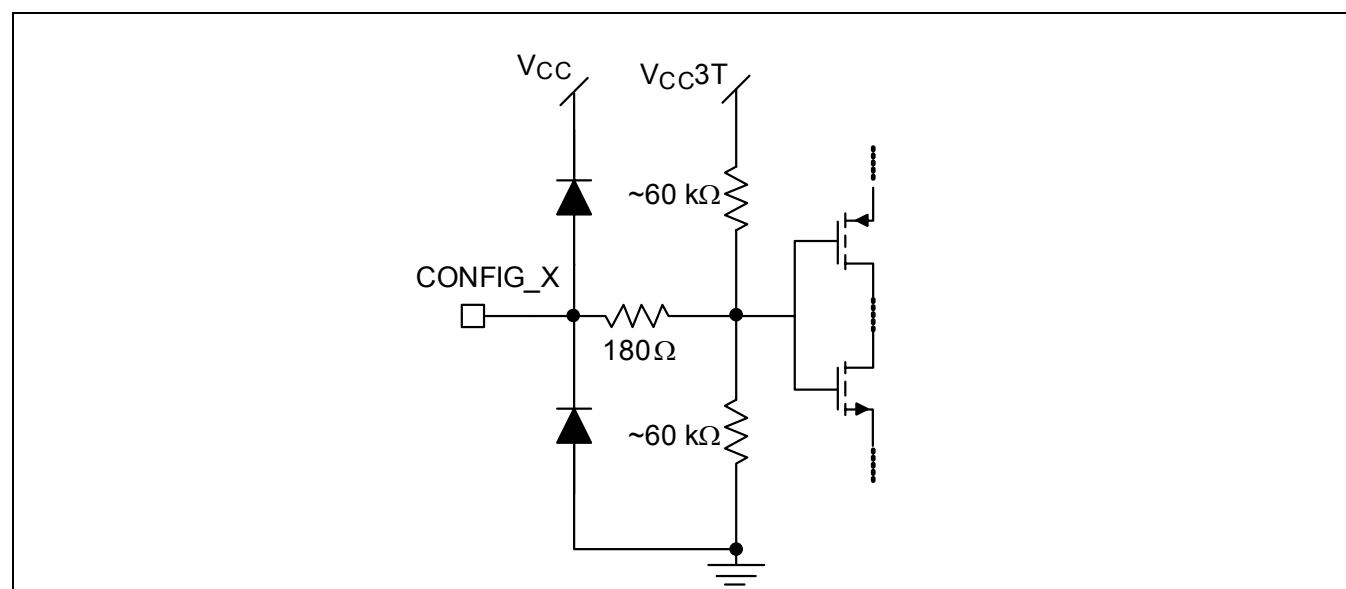 VCC
VCC3T
~60 kΩ
CONFIG_X
180Ω
~60 kΩ